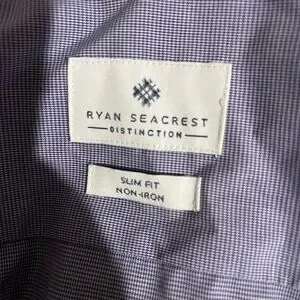 RYAN SEACREST
DISTINCTION
SLIM FIT
NON-IRON